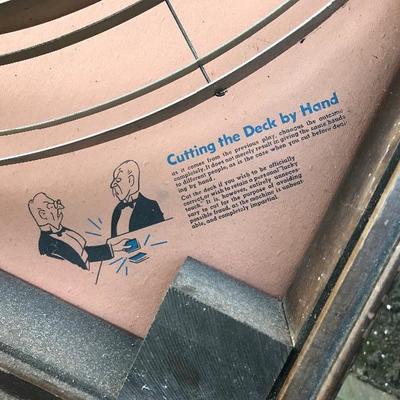 Cutting the Deck by Hand
as it comes from the previous play, changes the outcome
completely. It does not merely result in giving the same hands
to different people, as is the case when you cut before deal-
ing by hand.
Cut the deck if you wish to be officially
correct or wish to retain a personal "lucky
touch". It is, however, entirely unneces-
sary to cut for the purpose of avoiding
possible fraud, as the machine is unbeat-
able, and completely impartial.